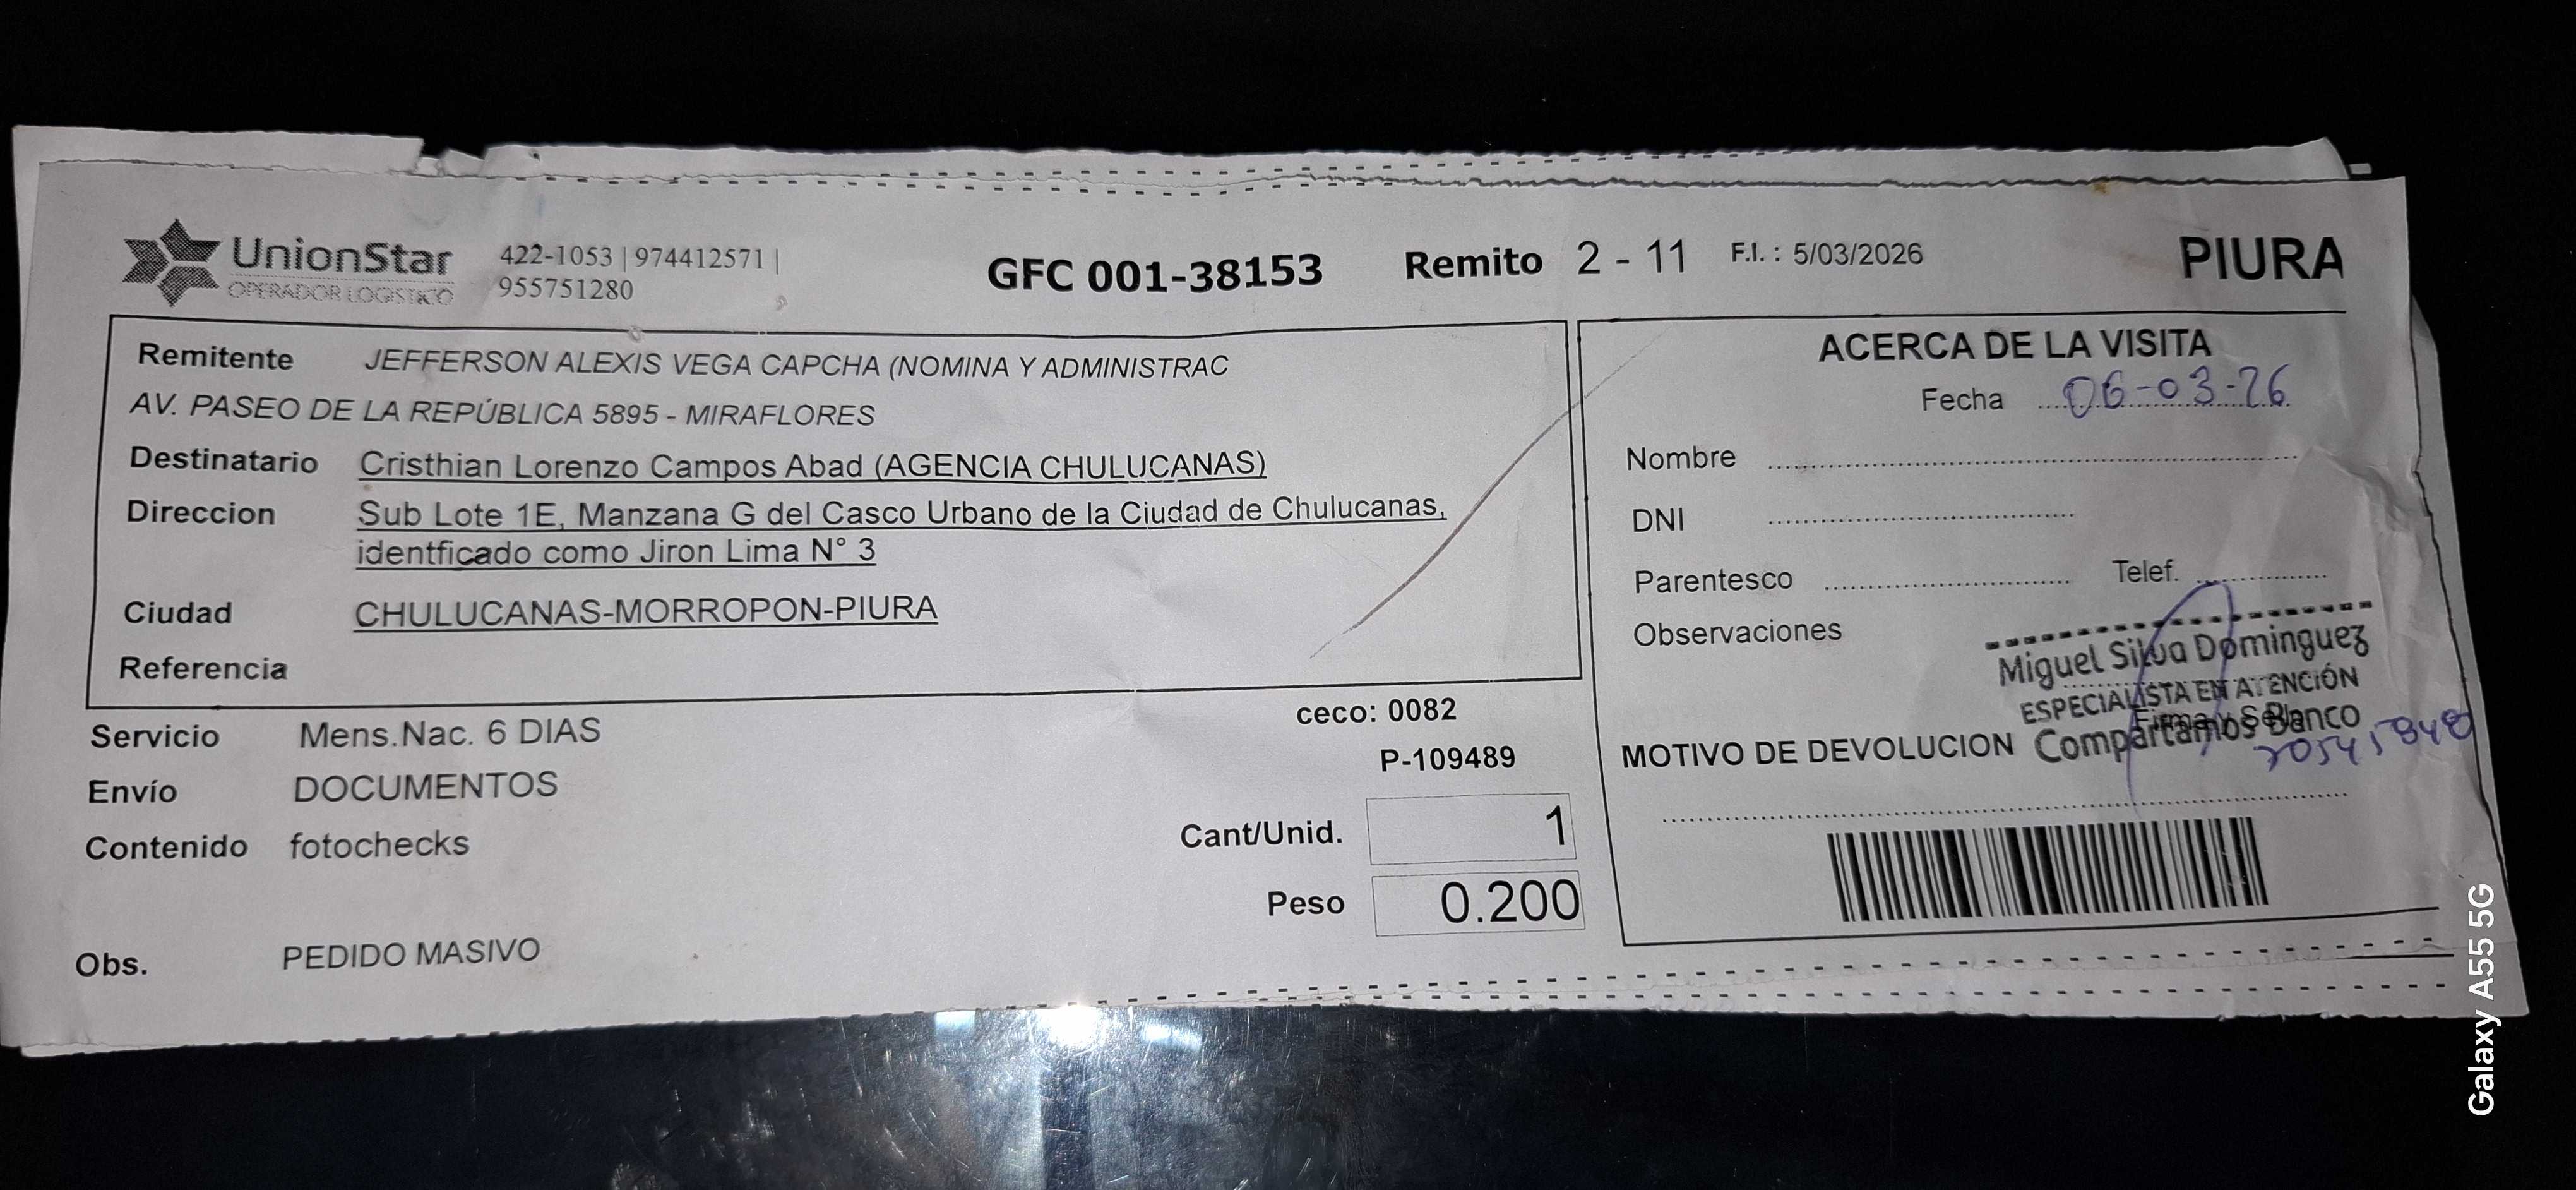 UnionStar
OPERADOR LOGISTICO
422-1053 | 974412571 |
955751280
GFC 001-38153
Remito 2 - 11
F.I. : 5/03/2026
PIURA
Remitente JEFFERSON ALEXIS VEGA CAPCHA (NOMINA Y ADMINISTRAC
AV. PASEO DE LA REPÚBLICA 5895 - MIRAFLORES
Destinatario Cristhian Lorenzo Campos Abad (AGENCIA CHULUCANAS)
Direccion Sub Lote 1E, Manzana G del Casco Urbano de la Ciudad de Chulucanas,
identficado como Jiron Lima N° 3
Ciudad CHULUCANAS-MORROPON-PIURA
Referencia
Servicio Mens.Nac. 6 DIAS
Envío DOCUMENTOS
Contenido fotochecks
Obs. PEDIDO MASIVO
ceco: 0082
P-109489
Cant/Unid. 1
Peso 0.200
ACERCA DE LA VISITA
Fecha 06-03-26
Nombre
DNI
Parentesco Telef.
Observaciones
Miguel Silva Dominguez
ESPECIALISTA EN ATENCIÓN
Firma y Sello
Compartamos Banco
MOTIVO DE DEVOLUCION
Galaxy A55 5G